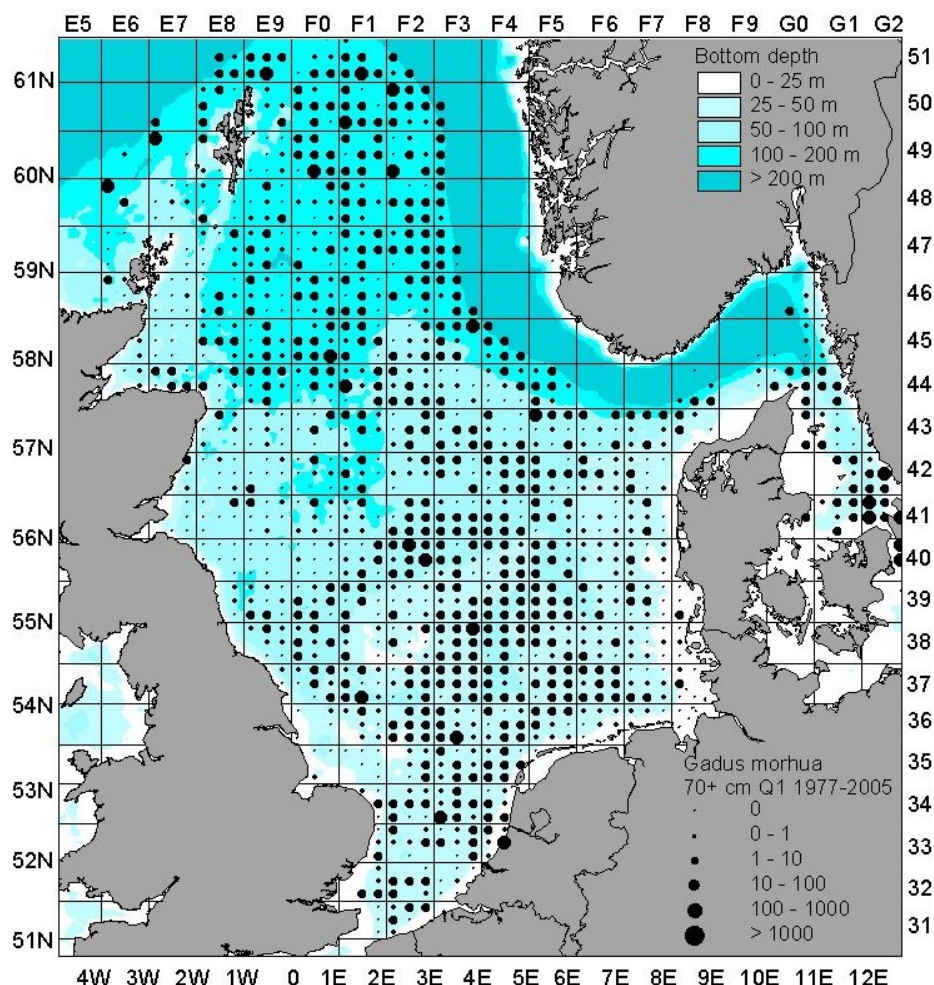 E5 E6 E7 E8 E9 F0 F1 F2 F3 F4 F5 F6 F7 F8 F9 G0 G1 G2
Bottom depth
0 - 25 m
25 - 50 m
50 - 100 m
100 - 200 m
> 200 m
61N
60N
59N
58N
57N
56N
55N
54N
53N
52N
51N
51
50
49
48
47
46
45
44
43
42
41
40
39
38
37
36
35
34
33
32
31
Gadus morhua
70+ cm Q1 1977-2005
0
0 - 1
1 - 10
10 - 100
100 - 1000
> 1000
4W 3W 2W 1W 0 1E 2E 3E 4E 5E 6E 7E 8E 9E 10E 11E 12E